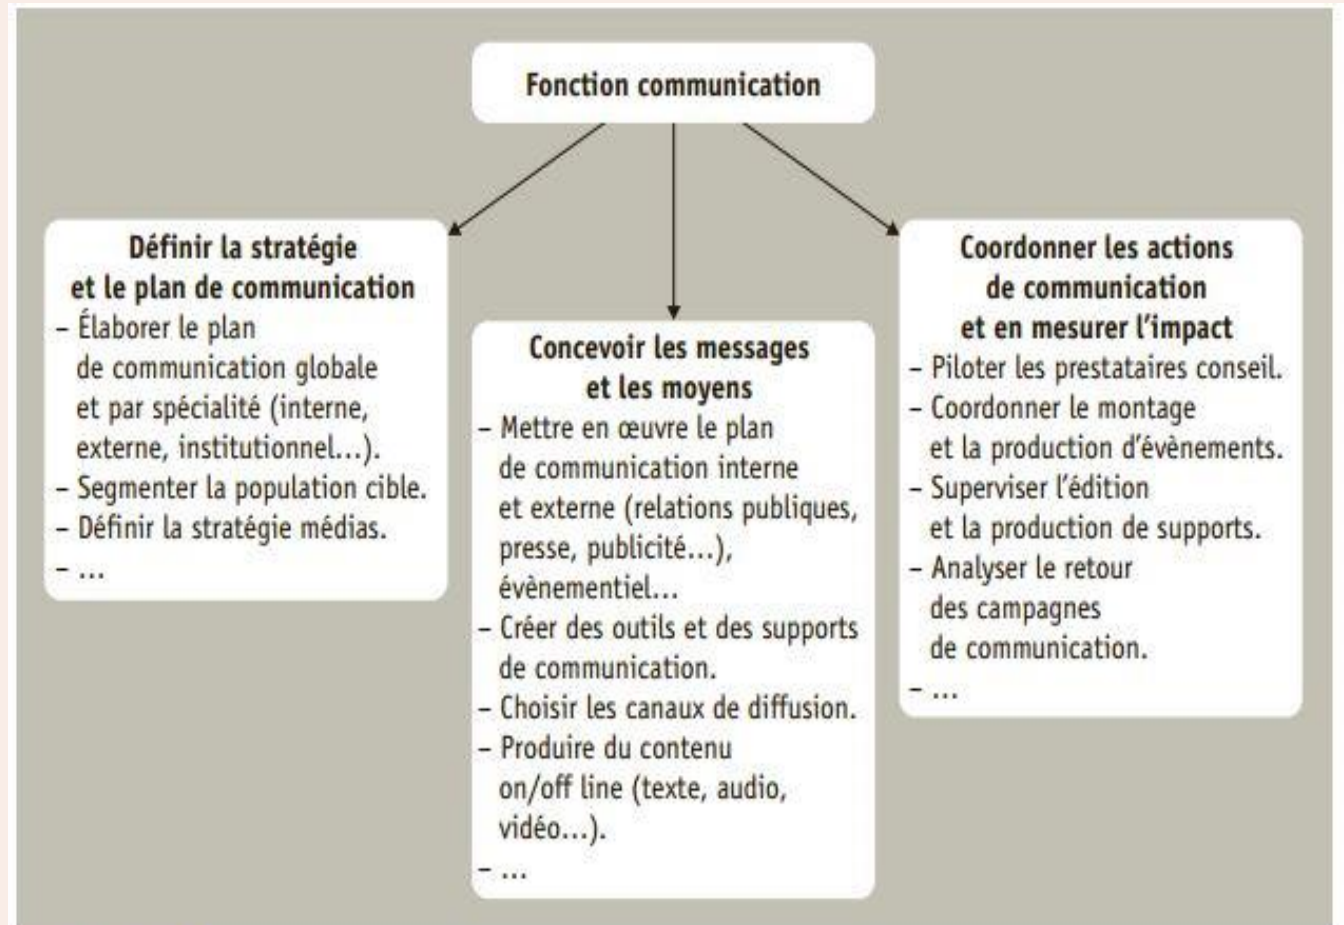 Fonction communication
Définir la stratégie
et le plan de communication
– Élaborer le plan
de communication globale
et par spécialité (interne,
externe, institutionnel…).
– Segmenter la population cible.
– Définir la stratégie médias.
– …
Concevoir les messages
et les moyens
– Mettre en œuvre le plan
de communication interne
et externe (relations publiques,
presse, publicité…),
évènementiel…
– Créer des outils et des supports
de communication.
– Choisir les canaux de diffusion.
– Produire du contenu
on/off line (texte, audio,
vidéo…).
– …
Coordonner les actions
de communication
et en mesurer l’impact
– Piloter les prestataires conseil.
– Coordonner le montage
et la production d’évènements.
– Superviser l’édition
et la production de supports.
– Analyser le retour
des campagnes
de communication.
– …